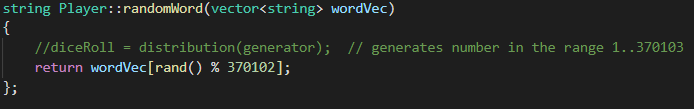 string Player::randomWord(vector<string> wordVec)
{
    //diceRoll = distribution(generator);  // generates number in the range 1..370103
    return wordVec[rand() % 370102];
};